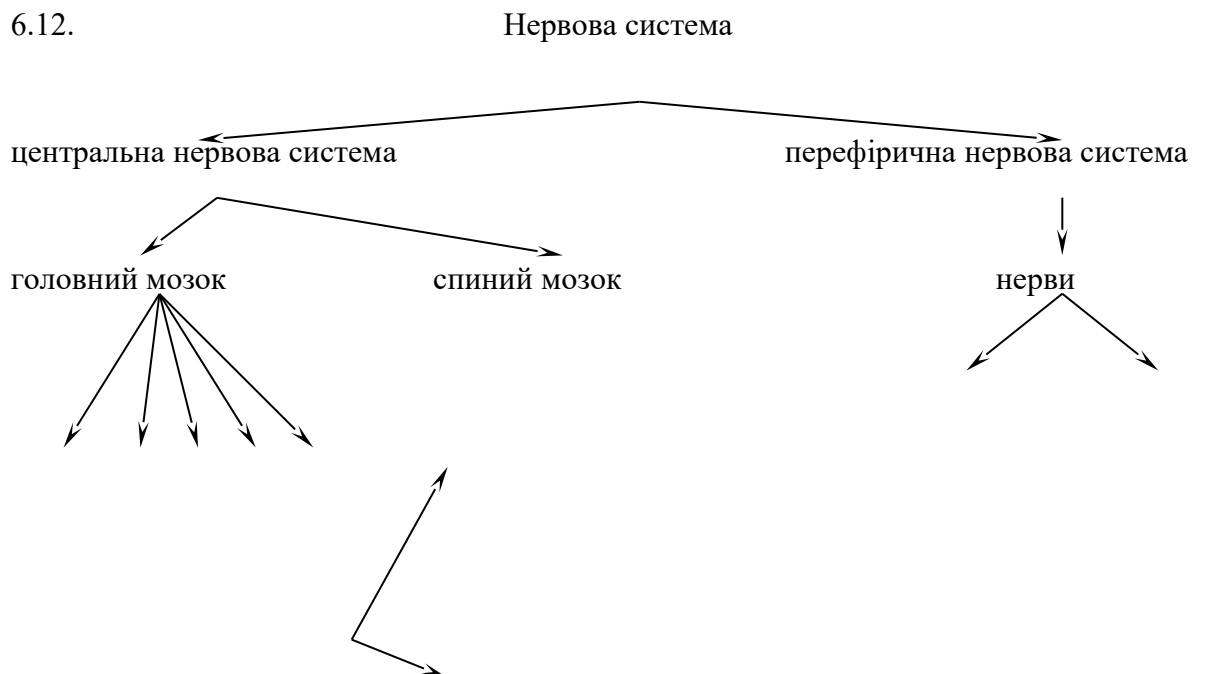 6.12. Нервова система
центральна нервова система перефірична нервова система
головний мозок спиний мозок нерви